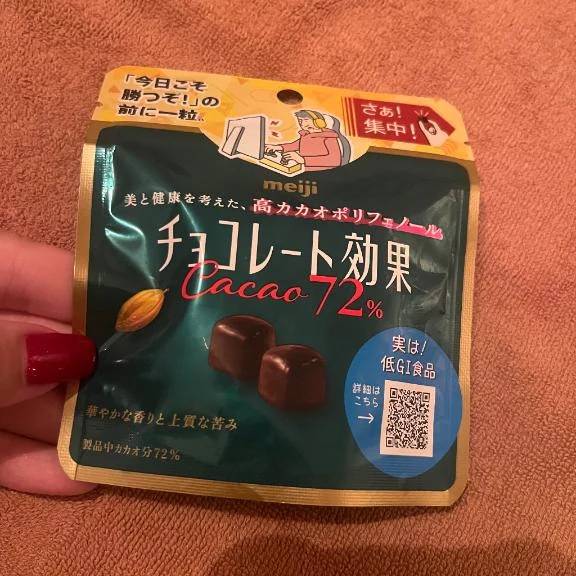 「今日こそ
勝つぞ!」の
前に一粒。
さぁ!
集中!
meiji
美と健康を考えた、高カカオポリフェノール。
チョコレート効果
Cacao 72%
実は!
低GI食品
詳細は
こちら
→
華やかな香りと上質な苦み
製品中カカオ分72%